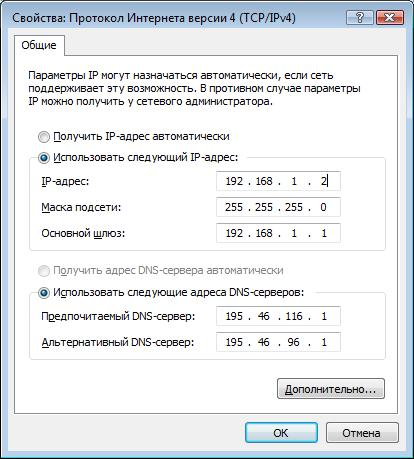 Свойства: Протокол Интернета версии 4 (TCP/IPv4)
Общие
Параметры IP могут назначаться автоматически, если сеть
поддерживает эту возможность. В противном случае параметры
IP можно получить у сетевого администратора.
Получить IP-адрес автоматически
Использовать следующий IP-адрес:
IP-адрес: 192 . 168 . 1 . 2
Маска подсети: 255 . 255 . 255 . 0
Основной шлюз: 192 . 168 . 1 . 1
Получить адрес DNS-сервера автоматически
Использовать следующие адреса DNS-серверов:
Предпочитаемый DNS-сервер: 195 . 46 . 116 . 1
Альтернативный DNS-сервер: 195 . 46 . 96 . 1
Дополнительно...
ОК Отмена